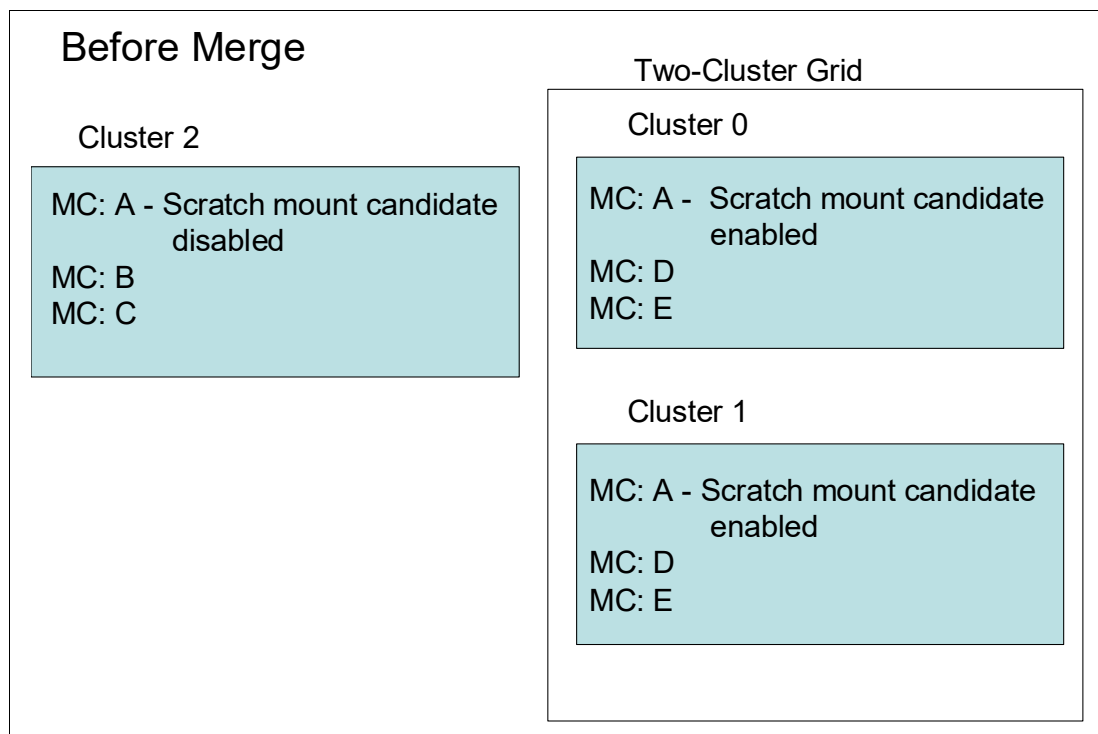 Before Merge
Cluster 2
MC: A - Scratch mount candidate
disabled
MC: B
MC: C
Two-Cluster Grid
Cluster 0
MC: A - Scratch mount candidate
enabled
MC: D
MC: E
Cluster 1
MC: A - Scratch mount candidate
enabled
MC: D
MC: E